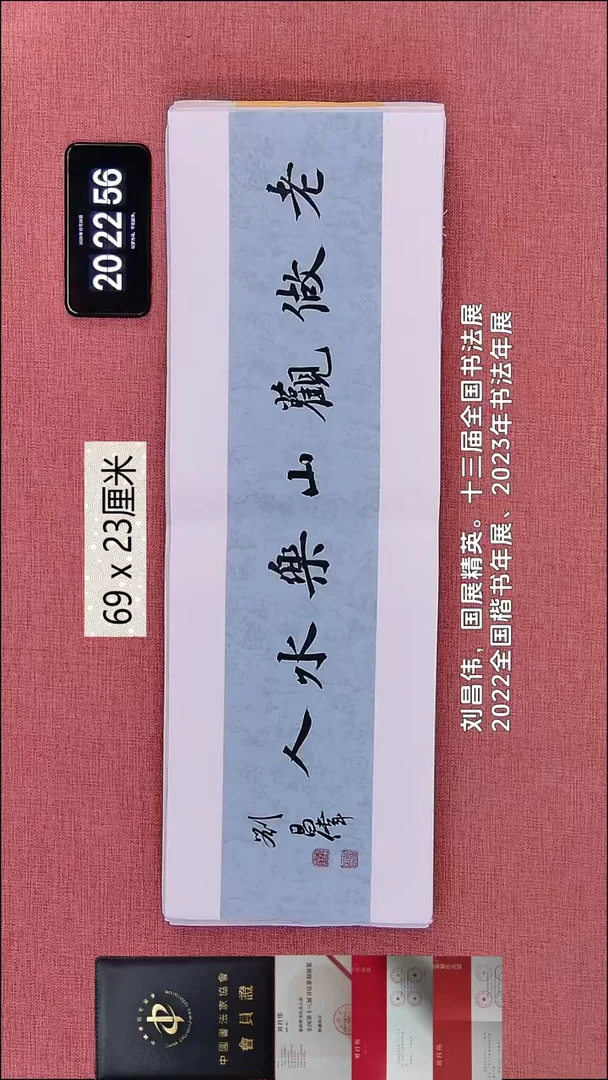 20 22 56
69 x 23厘米
老做觀山樂水人
劉昌偉
刘昌伟，国展精英。十三届全国书法展
2022全国楷书年展、2023年书法年展
中國書法家協會
會員證